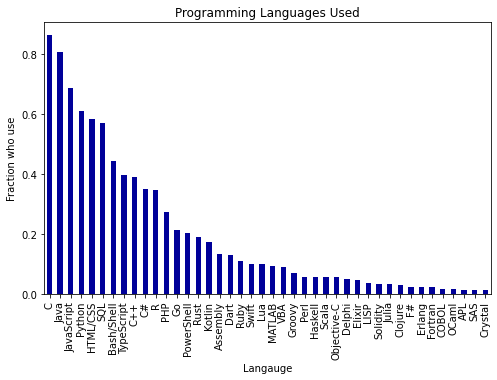 Programming Languages Used
Fraction who use
0.8
0.6
0.4
0.2
0.0
C
Java
JavaScript
Python
HTML/CSS
SQL
Bash/Shell
TypeScript
C++
C#
R
PHP
Go
PowerShell
Rust
Kotlin
Assembly
Dart
Ruby
Swift
Lua
MATLAB
VBA
Groovy
Perl
Haskell
Scala
Objective-C
Delphi
Elixir
LISP
Solidity
Julia
Clojure
F#
Erlang
Fortran
COBOL
OCaml
APL
SAS
Crystal
Langauge